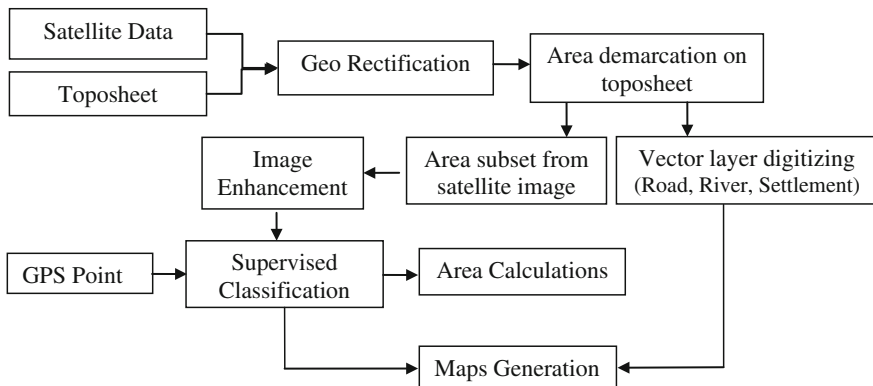 Satellite Data
Toposheet
Geo Rectification
Area demarcation on
toposheet
Image
Enhancement
Area subset from
satellite image
Vector layer digitizing
(Road, River, Settlement)
GPS Point
Supervised
Classification
Area Calculations
Maps Generation